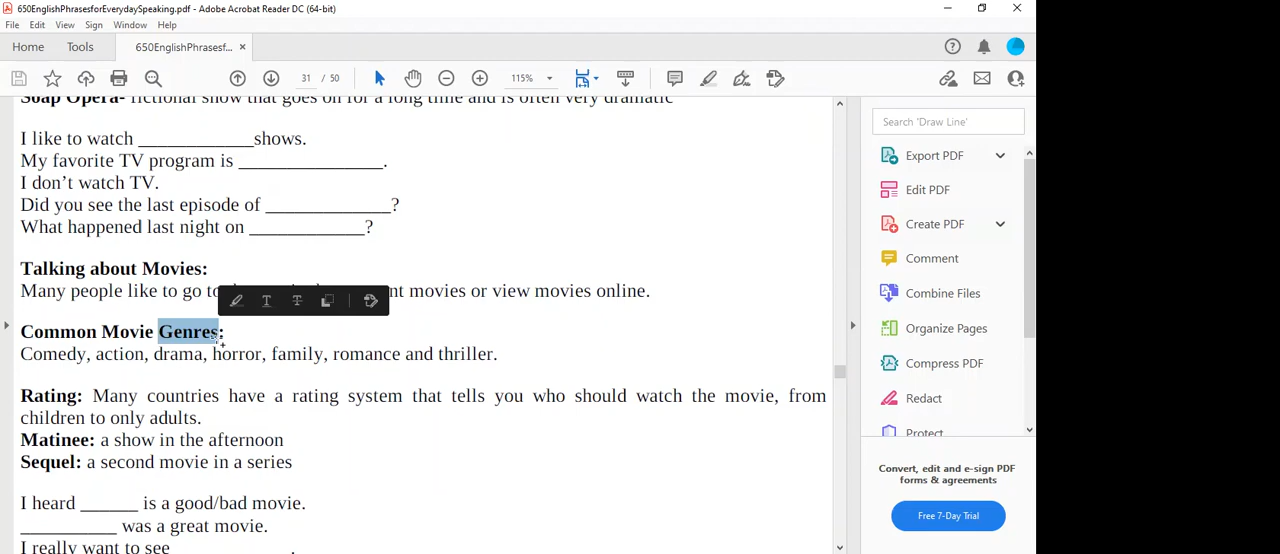 650EnglishPhrasesforEverydaySpeaking.pdf - Adobe Acrobat Reader DC (64-bit)
File Edit View Sign Window Help
Home Tools 650EnglishPhrasesf...
31 / 50 115%
Soap Opera- fictional show that goes on for a long time and is often very dramatic
I like to watch ____________shows.
My favorite TV program is _______________.
I don’t watch TV.
Did you see the last episode of _____________?
What happened last night on ____________?
Talking about Movies:
Many people like to go to nt movies or view movies online.
Common Movie Genres:
Comedy, action, drama, horror, family, romance and thriller.
Rating: Many countries have a rating system that tells you who should watch the movie, from
children to only adults.
Matinee: a show in the afternoon
Sequel: a second movie in a series
I heard ______ is a good/bad movie.
__________ was a great movie.
I really want to see ____________.
Search 'Draw Line'
Export PDF
Edit PDF
Create PDF
Comment
Combine Files
Organize Pages
Compress PDF
Redact
Protect
Convert, edit and e-sign PDF
forms & agreements
Free 7-Day Trial